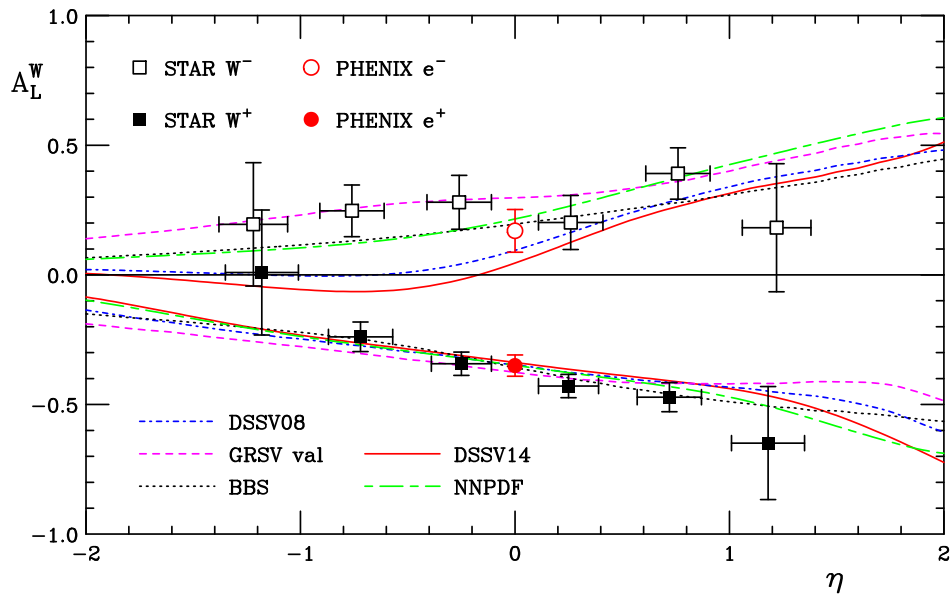 1.0
A_L^W
STAR W⁻ PHENIX e⁻
STAR W⁺ PHENIX e⁺
0.5
0.0
−0.5
DSSV08
GRSV val DSSV14
BBS NNPDF
−1.0
−2 −1 0 1 2
η